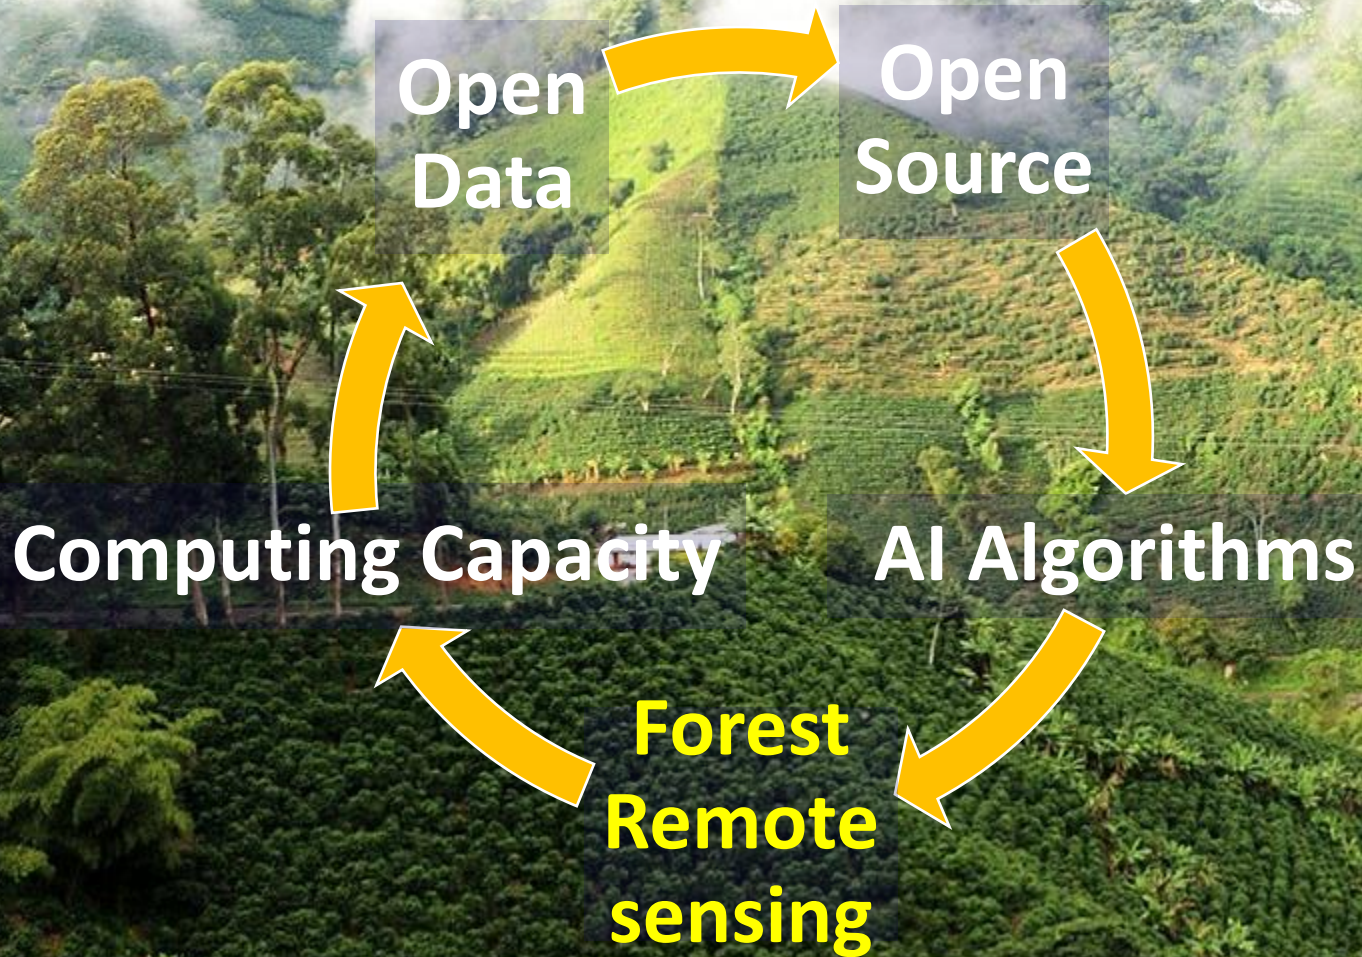 Open
Data
Open
Source
AI Algorithms
Forest
Remote
sensing
Computing Capacity